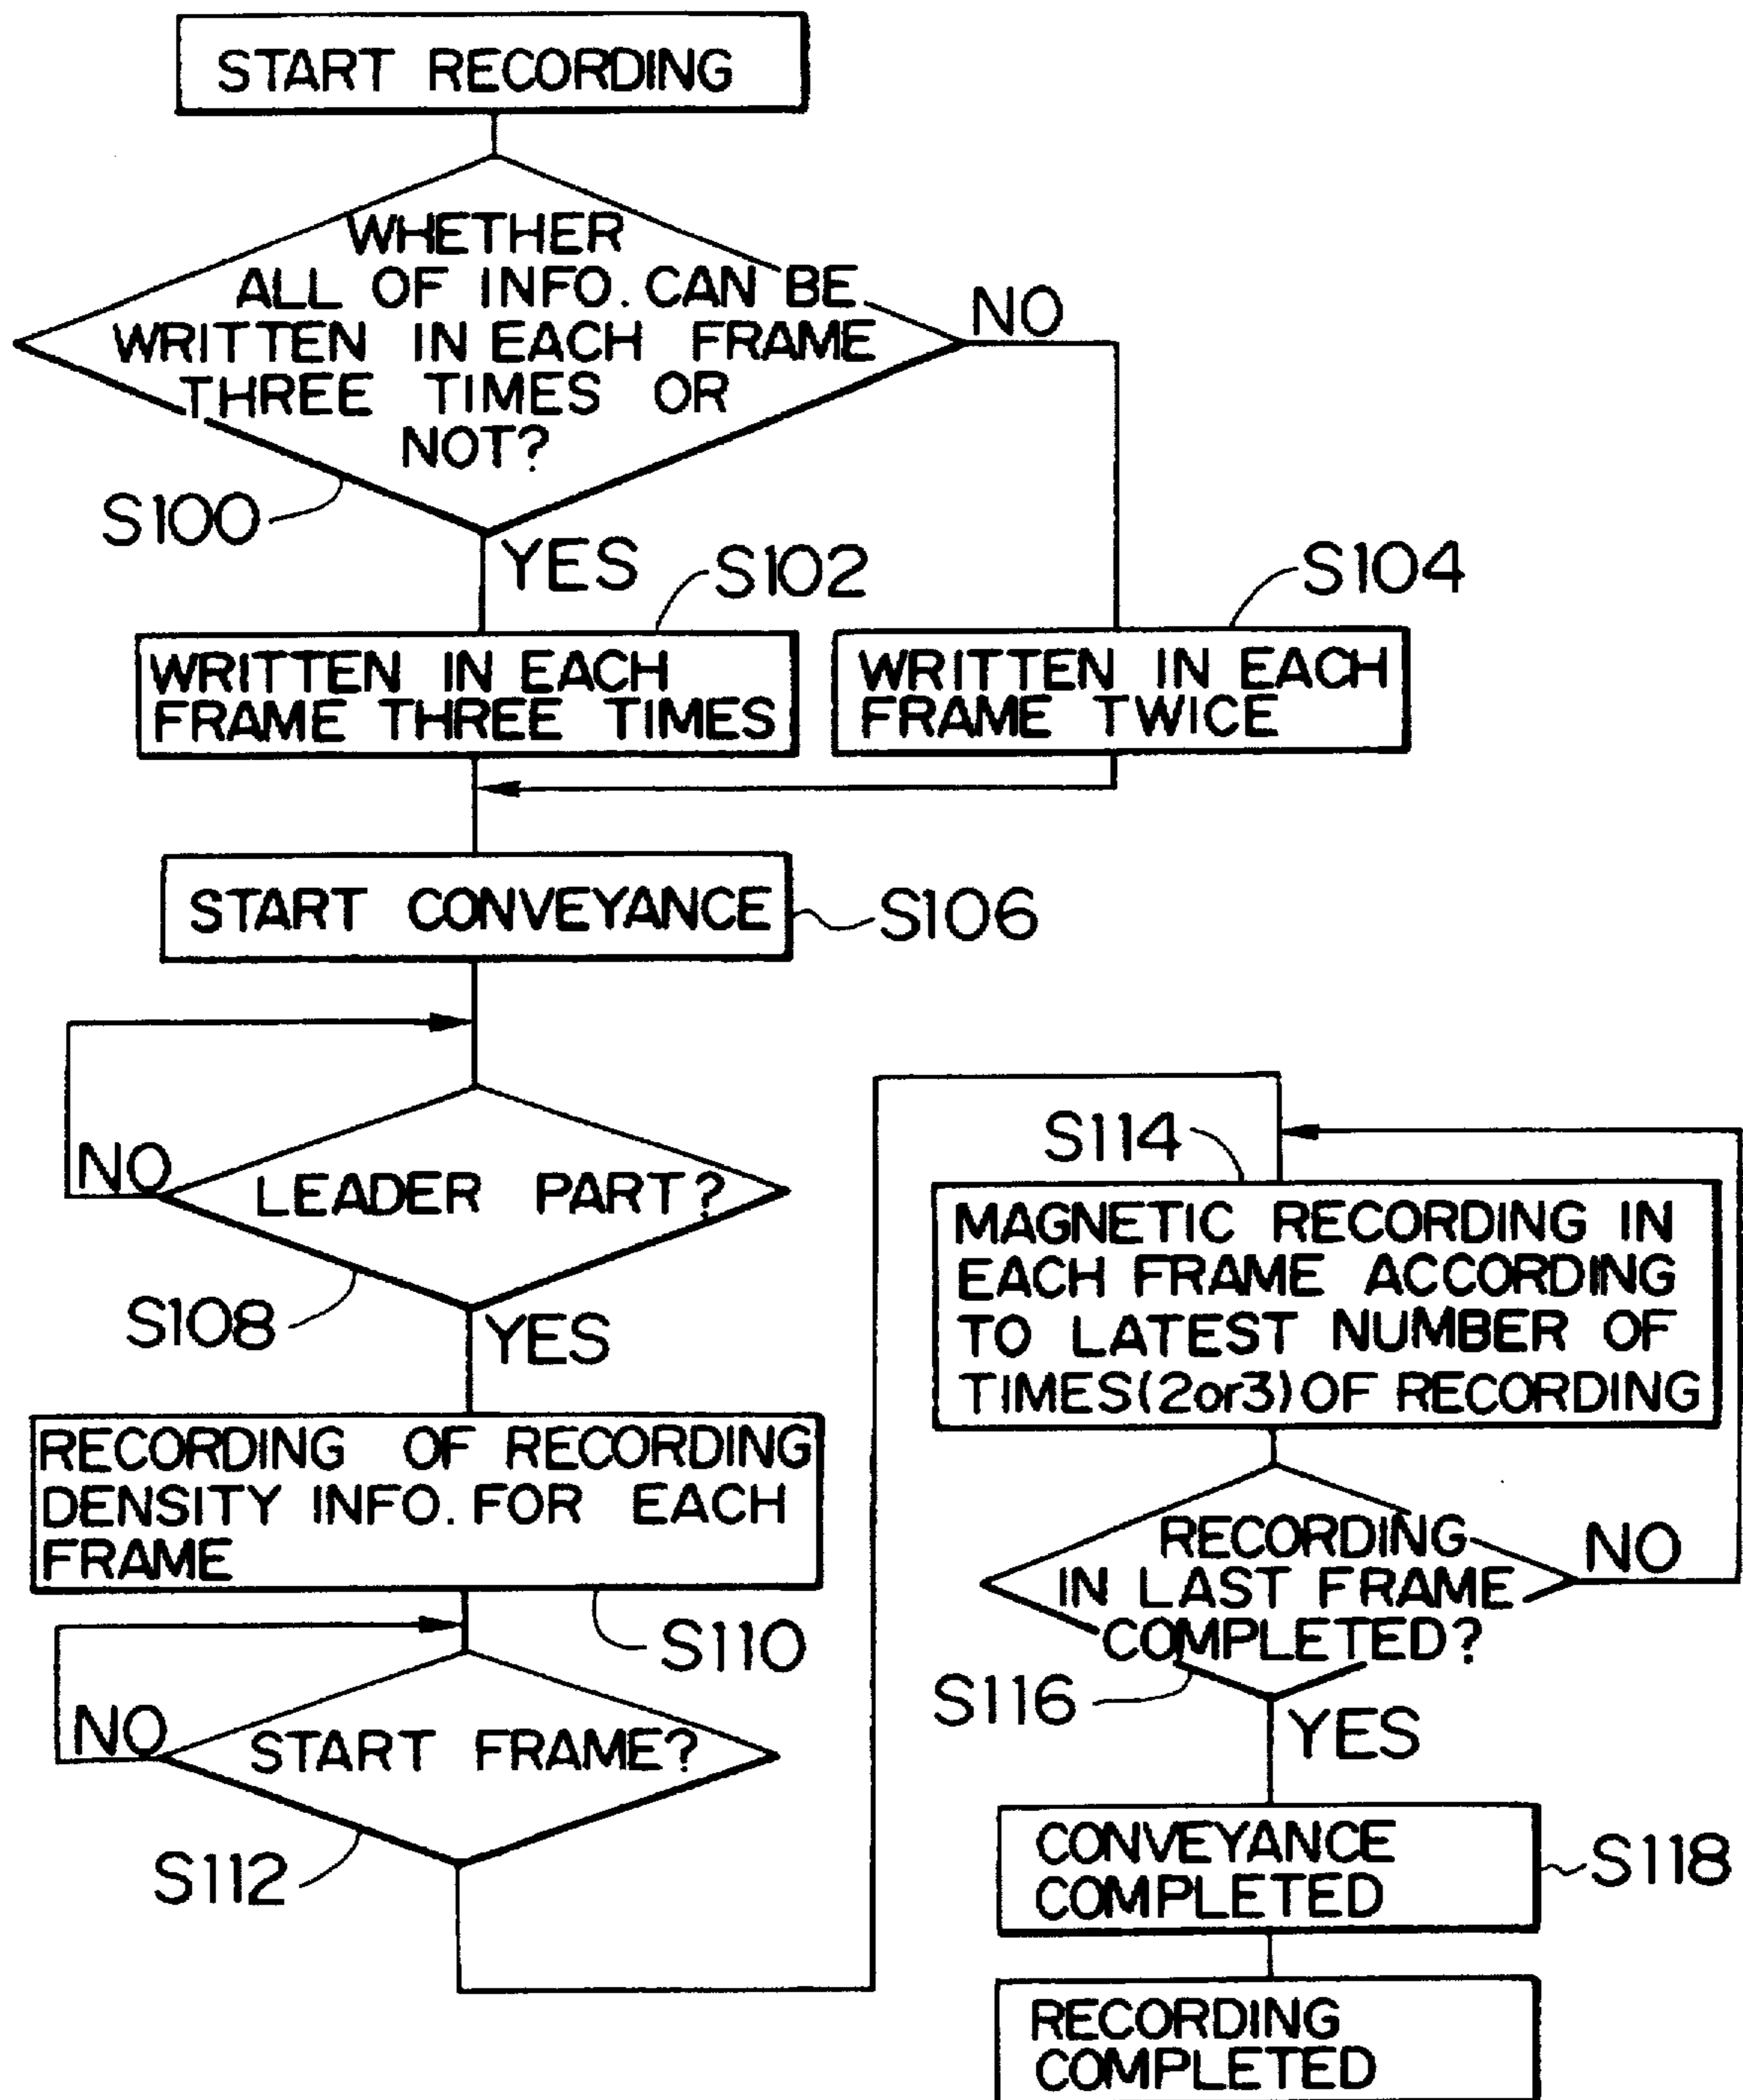 START RECORDING
WHETHER
ALL OF INFO. CAN BE
WRITTEN IN EACH FRAME
THREE TIMES OR
NOT?
NO
S100
YES
S102
S104
WRITTEN IN EACH
FRAME THREE TIMES
WRITTEN IN EACH
FRAME TWICE
START CONVEYANCE
S106
NO
LEADER PART?
S108
YES
RECORDING OF RECORDING
DENSITY INFO. FOR EACH
FRAME
S110
NO
START FRAME?
S112
S114
MAGNETIC RECORDING IN
EACH FRAME ACCORDING
TO LATEST NUMBER OF
TIMES(2or3) OF RECORDING
RECORDING
IN LAST FRAME
COMPLETED?
NO
S116
YES
CONVEYANCE
COMPLETED
S118
RECORDING
COMPLETED